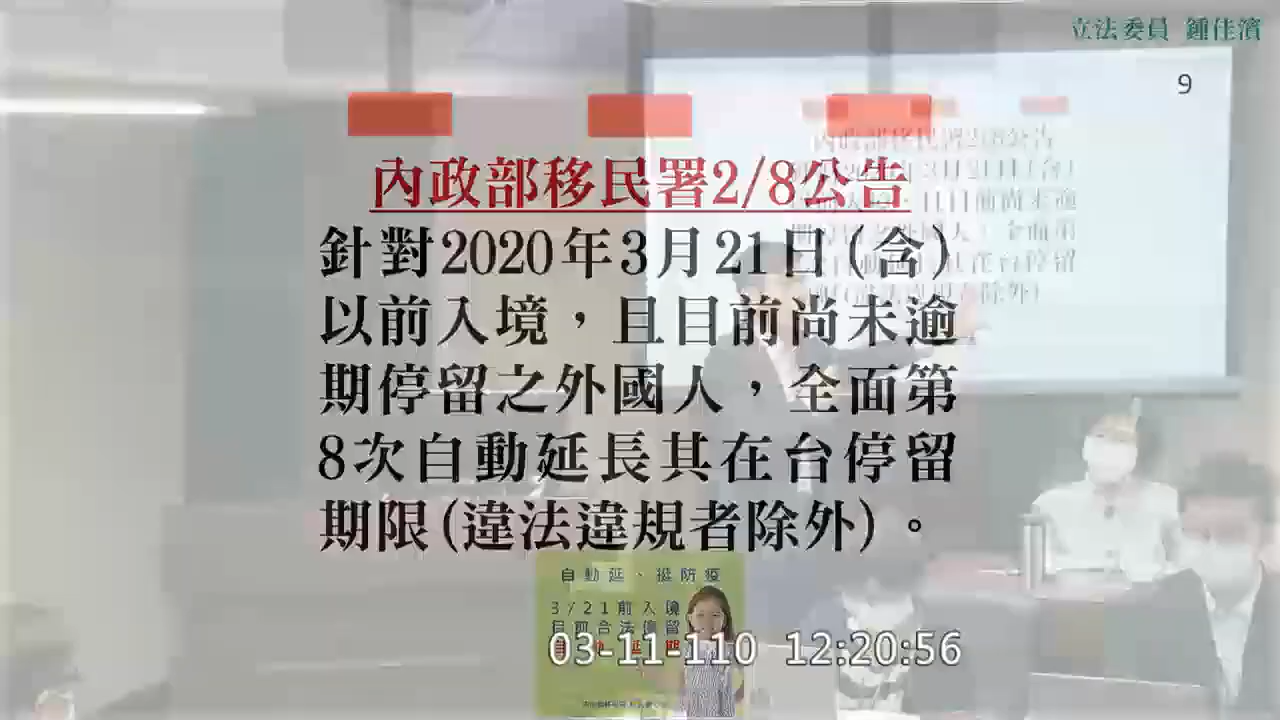 立法委員 鍾佳濱
9
內政部移民署2/8公告
針對2020年3月21日(含)
以前入境，且目前尚未逾
期停留之外國人，全面第
8次自動延長其在台停留
期限(違法違規者除外)。
自動延、挺防疫
3/21前入境
目前合法停留
03-11-110 12:20:56